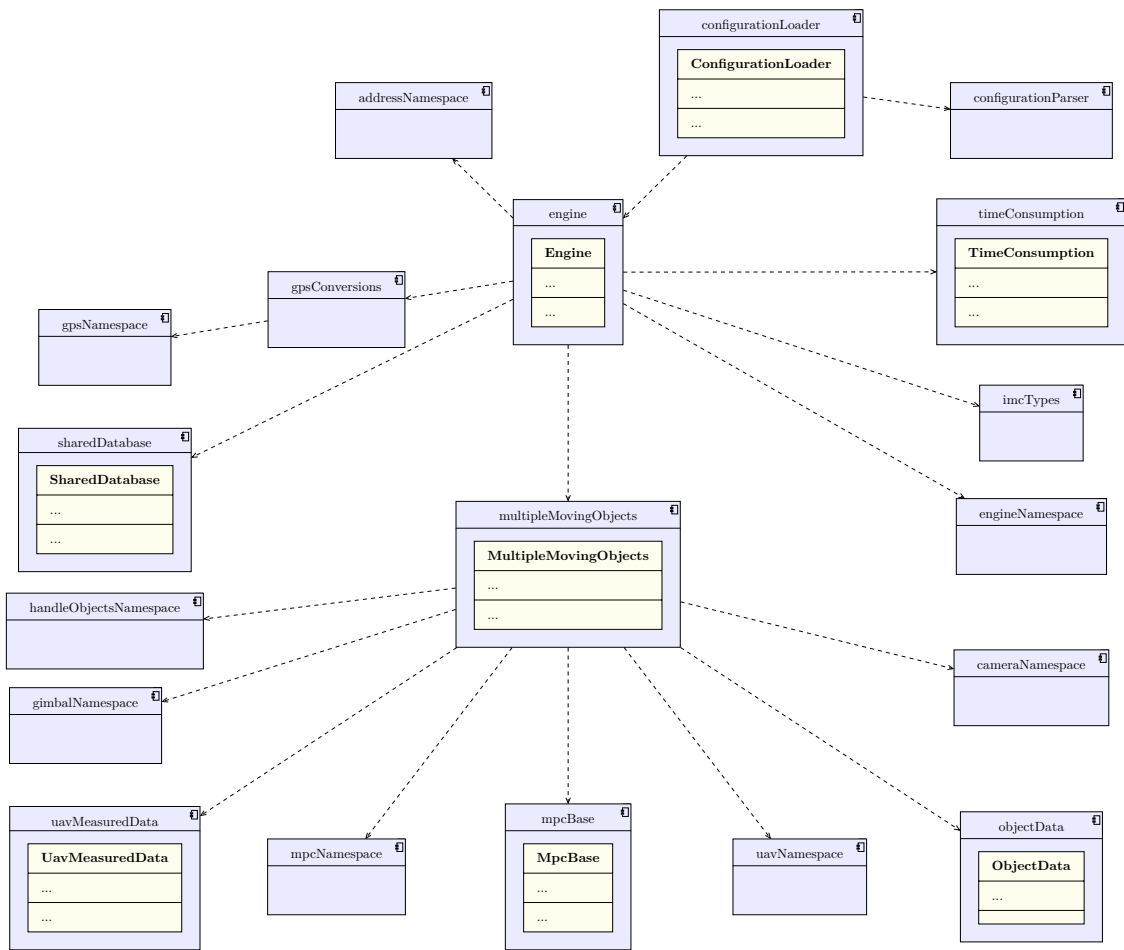 configurationLoader
ConfigurationLoader
...
...
addressNamespace
configurationParser
engine
Engine
...
...
timeConsumption
TimeConsumption
...
...
gpsConversions
gpsNamespace
imcTypes
sharedDatabase
SharedDatabase
...
...
engineNamespace
multipleMovingObjects
MultipleMovingObjects
...
...
handleObjectsNamespace
cameraNamespace
gimbalNamespace
uavMeasuredData
UavMeasuredData
...
...
mpcNamespace
mpcBase
MpcBase
...
...
uavNamespace
objectData
ObjectData
...